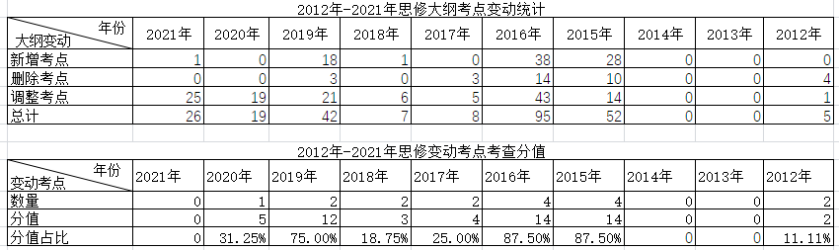 2012年-2021年思修大纲考点变动统计
年份
大纲变动 2021年 2020年 2019年 2018年 2017年 2016年 2015年 2014年 2013年 2012年
新增考点 1 0 18 1 0 38 28 0 0 0
删除考点 0 0 3 0 3 14 10 0 0 4
调整考点 25 19 21 6 5 43 14 0 0 1
总计 26 19 42 7 8 95 52 0 0 5
2012年-2021年思修变动考点考查分值
年份
变动考点 2021年 2020年 2019年 2018年 2017年 2016年 2015年 2014年 2013年 2012年
数量 0 1 2 2 2 4 4 0 0 2
分值 0 5 12 3 4 14 14 0 0 2
分值占比 0 31.25% 75.00% 18.75% 25.00% 87.50% 87.50% 0 0 11.11%